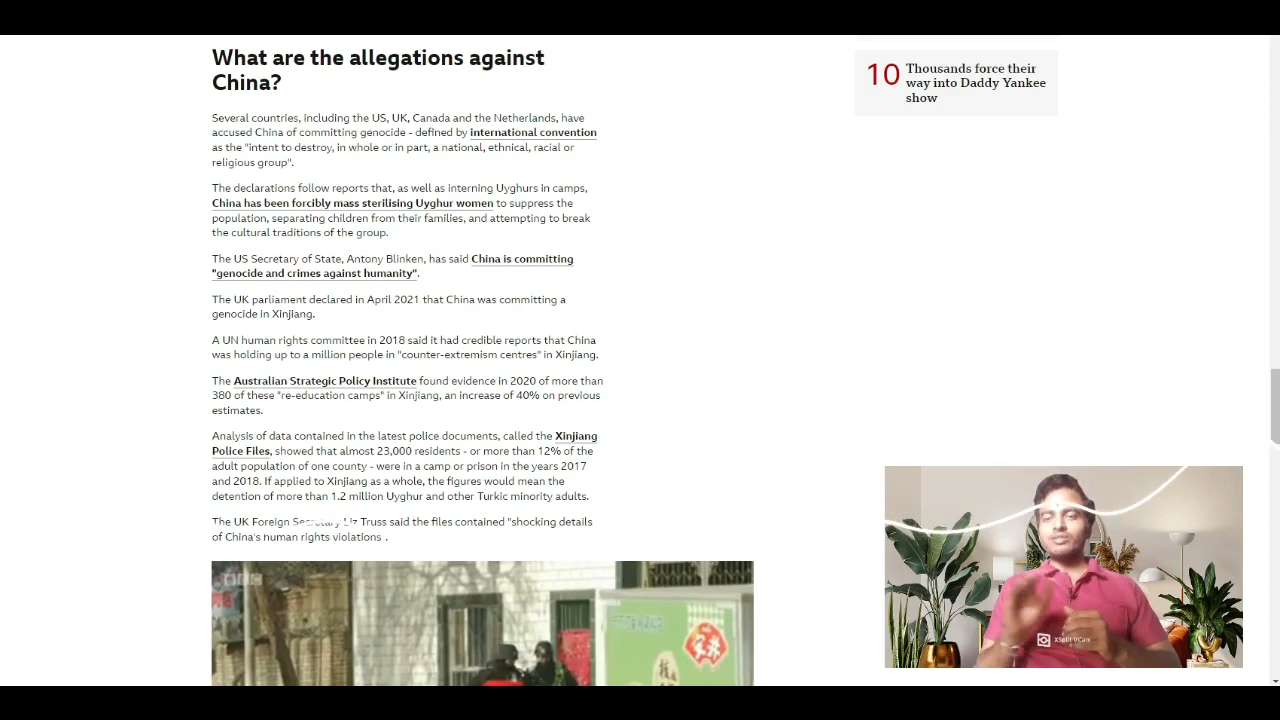 What are the allegations against
China?
Several countries, including the US, UK, Canada and the Netherlands, have
accused China of committing genocide - defined by international convention
as the "intent to destroy, in whole or in part, a national, ethnical, racial or
religious group".
The declarations follow reports that, as well as interning Uyghurs in camps,
China has been forcibly mass sterilising Uyghur women to suppress the
population, separating children from their families, and attempting to break
the cultural traditions of the group.
The US Secretary of State, Antony Blinken, has said China is committing
"genocide and crimes against humanity".
The UK parliament declared in April 2021 that China was committing a
genocide in Xinjiang.
A UN human rights committee in 2018 said it had credible reports that China
was holding up to a million people in "counter-extremism centres" in Xinjiang.
The Australian Strategic Policy Institute found evidence in 2020 of more than
380 of these "re-education camps" in Xinjiang, an increase of 40% on previous
estimates.
Analysis of data contained in the latest police documents, called the Xinjiang
Police Files, showed that almost 23,000 residents - or more than 12% of the
adult population of one county - were in a camp or prison in the years 2017
and 2018. If applied to Xinjiang as a whole, the figures would mean the
detention of more than 1.2 million Uyghur and other Turkic minority adults.
The UK Foreign Secretary Liz Truss said the files contained "shocking details
of China's human rights violations .
10 Thousands force their
way into Daddy Yankee
show
BBC
XSplit VCam